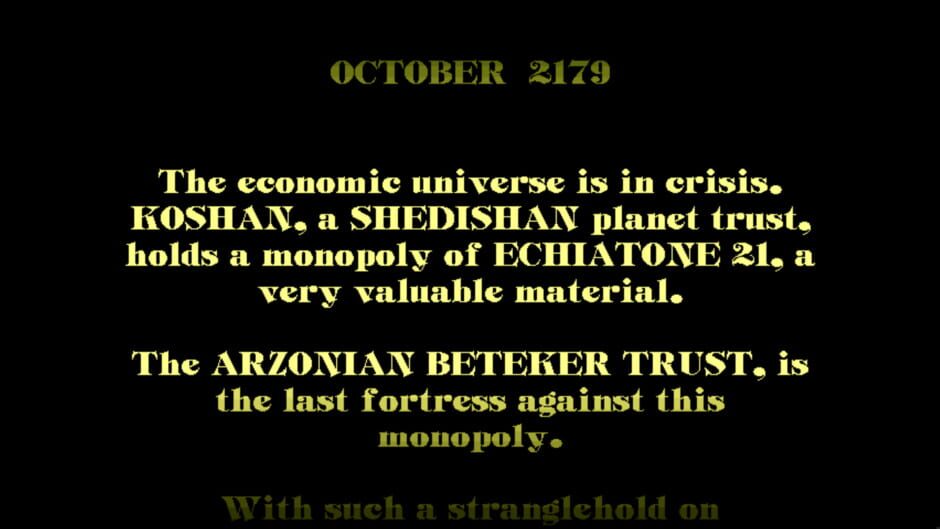 OCTOBER 2179
The economic universe is in crisis.
KOSHAN, a SHEDISHAN planet trust,
holds a monopoly of ECHIATONE 21, a
very valuable material.
The ARZONIAN BETEKER TRUST, is
the last fortress against this
monopoly.
With such a stranglehold on